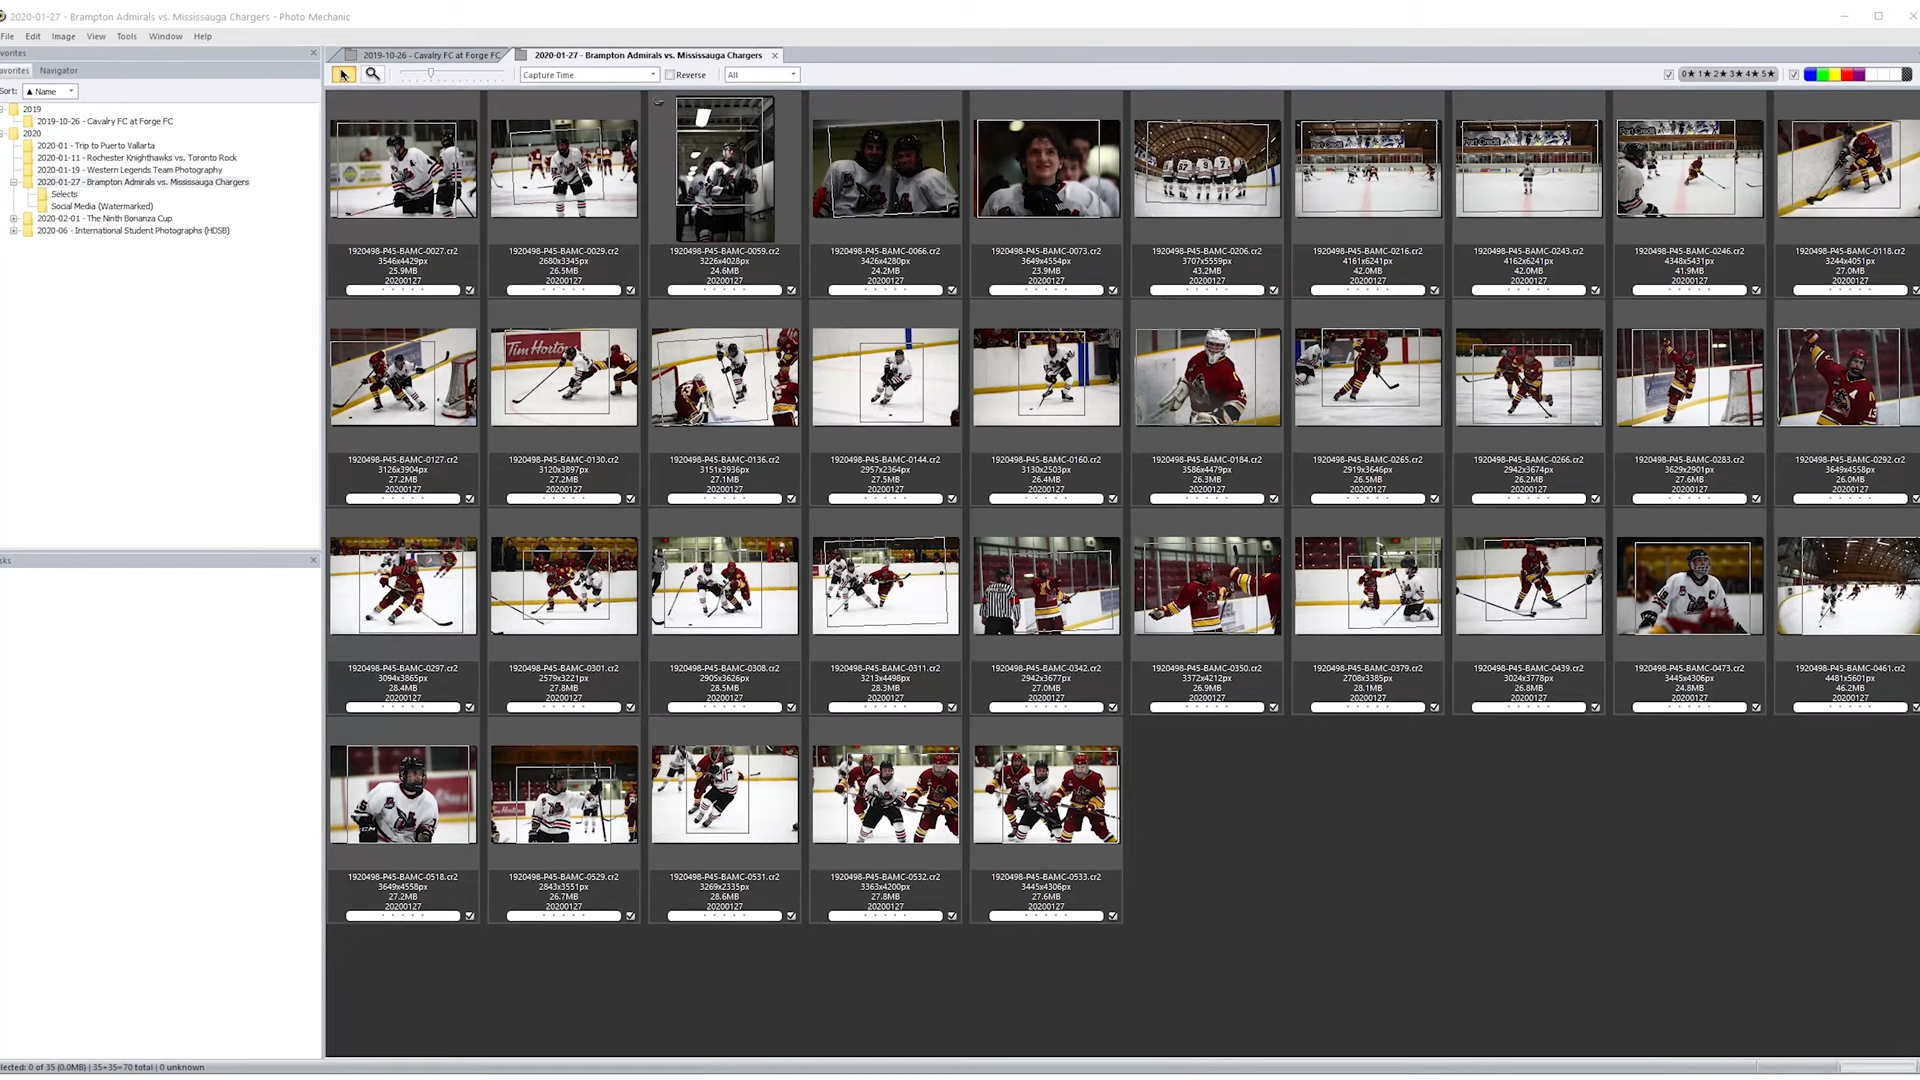 2020-01-27 - Brampton Admirals vs. Mississauga Chargers - Photo Mechanic
File Edit Image View Tools Window Help
avorites
avorites Navigator
Sort: ▲ Name
2019
2019-10-26 - Cavalry FC at Forge FC
2020
2020-01 - Trip to Puerto Vallarta
2020-01-11 - Rochester Knighthawks vs. Toronto Rock
2020-01-19 - Western Legends Team Photography
2020-01-27 - Brampton Admirals vs. Mississauga Chargers
Selects
Social Media (Watermarked)
2020-02-01 - The Ninth Bonanza Cup
2020-06 - International Student Photographs (HDSB)
sks
2019-10-26 - Cavalry FC at Forge FC 2020-01-27 - Brampton Admirals vs. Mississauga Chargers
Capture Time Reverse All 0★ 1★ 2★ 3★ 4★ 5★
1920498-P45-BAMC-0027.cr2 1920498-P45-BAMC-0029.cr2 1920498-P45-BAMC-0059.cr2 1920498-P45-BAMC-0066.cr2 1920498-P45-BAMC-0073.cr2 1920498-P45-BAMC-0206.cr2 1920498-P45-BAMC-0216.cr2 1920498-P45-BAMC-0243.cr2 1920498-P45-BAMC-0246.cr2 1920498-P45-BAMC-0118.cr2
3546x4429px 2680x3345px 3226x4028px 3426x4280px 3649x4554px 3707x5559px 4161x6241px 4162x6241px 4348x5431px 3244x4051px
25.9MB 26.5MB 24.6MB 24.2MB 23.9MB 43.2MB 42.0MB 42.0MB 41.9MB 27.0MB
20200127 20200127 20200127 20200127 20200127 20200127 20200127 20200127 20200127 20200127
Tim Hortons
1920498-P45-BAMC-0127.cr2 1920498-P45-BAMC-0130.cr2 1920498-P45-BAMC-0136.cr2 1920498-P45-BAMC-0144.cr2 1920498-P45-BAMC-0160.cr2 1920498-P45-BAMC-0184.cr2 1920498-P45-BAMC-0265.cr2 1920498-P45-BAMC-0266.cr2 1920498-P45-BAMC-0283.cr2 1920498-P45-BAMC-0292.cr2
3126x3904px 3120x3897px 3151x3936px 2957x2364px 3130x2503px 3586x4479px 2919x3646px 2942x3674px 3629x2901px 3649x4558px
27.2MB 27.2MB 27.1MB 27.5MB 26.4MB 26.3MB 26.5MB 26.2MB 27.6MB 26.0MB
20200127 20200127 20200127 20200127 20200127 20200127 20200127 20200127 20200127 20200127
1920498-P45-BAMC-0297.cr2 1920498-P45-BAMC-0301.cr2 1920498-P45-BAMC-0308.cr2 1920498-P45-BAMC-0311.cr2 1920498-P45-BAMC-0342.cr2 1920498-P45-BAMC-0350.cr2 1920498-P45-BAMC-0379.cr2 1920498-P45-BAMC-0439.cr2 1920498-P45-BAMC-0473.cr2 1920498-P45-BAMC-0461.cr2
3094x3865px 2579x3221px 2905x3626px 3213x4498px 2942x3677px 3372x4212px 2708x3385px 3024x3778px 3445x4306px 4481x5601px
28.4MB 27.8MB 28.5MB 28.3MB 27.0MB 26.9MB 28.1MB 26.8MB 24.8MB 46.2MB
20200127 20200127 20200127 20200127 20200127 20200127 20200127 20200127 20200127 20200127
1920498-P45-BAMC-0518.cr2 1920498-P45-BAMC-0529.cr2 1920498-P45-BAMC-0531.cr2 1920498-P45-BAMC-0532.cr2 1920498-P45-BAMC-0533.cr2
3649x4558px 2843x3551px 3269x2335px 3363x4200px 3445x4306px
27.2MB 26.7MB 28.6MB 27.8MB 27.6MB
20200127 20200127 20200127 20200127 20200127
elected: 0 of 35 (0.0MB) | 35+35=70 total | 0 unknown